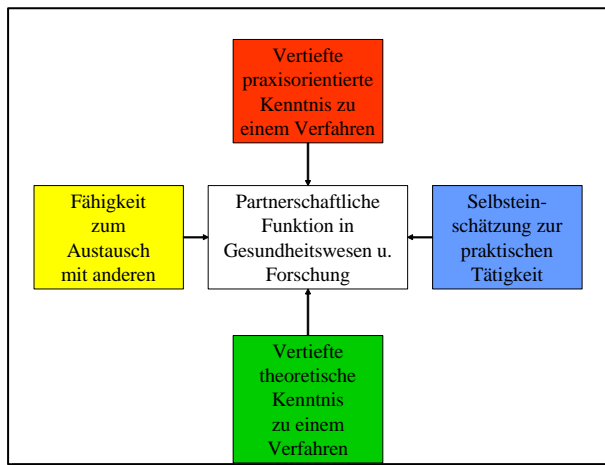 Vertiefte
praxisorientierte
Kenntnis zu
einem Verfahren
Fähigkeit
zum
Austausch
mit anderen
Partnerschaftliche
Funktion in
Gesundheitswesen u.
Forschung
Selbstein-
schätzung zur
praktischen
Tätigkeit
Vertiefte
theoretische
Kenntnis
zu einem
Verfahren